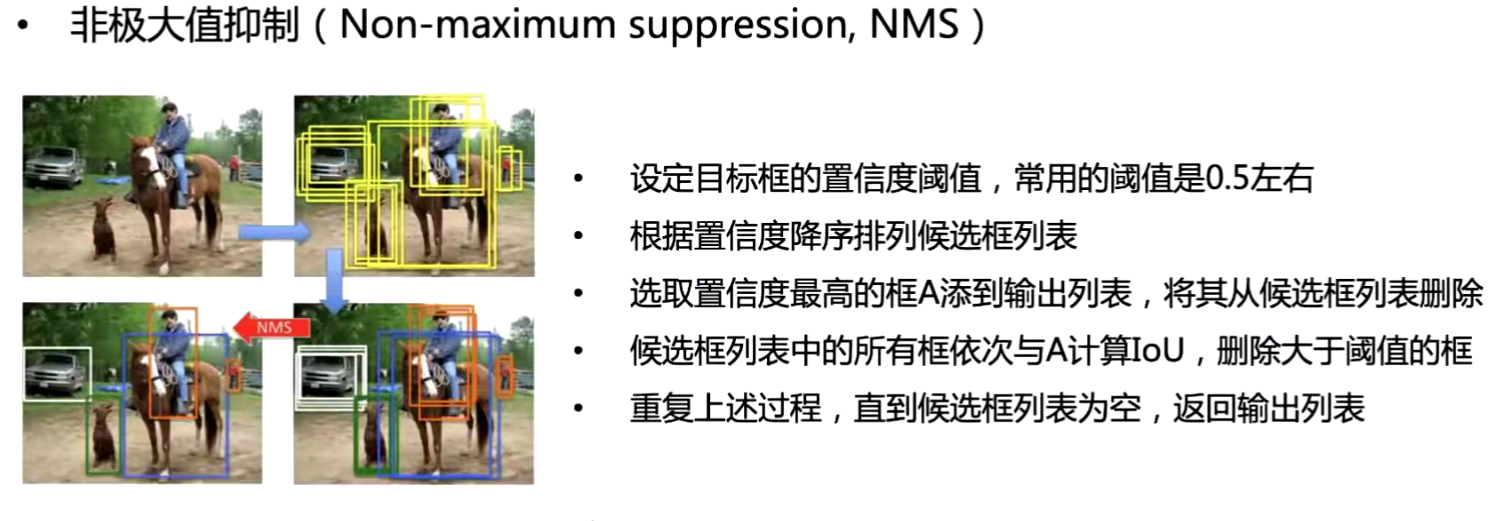 • 非极大值抑制（Non-maximum suppression, NMS）
• 设定目标框的置信度阈值，常用的阈值是0.5左右
• 根据置信度降序排列候选框列表
• 选取置信度最高的框A添到输出列表，将其从候选框列表删除
NMS
• 候选框列表中的所有框依次与A计算IoU，删除大于阈值的框
• 重复上述过程，直到候选框列表为空，返回输出列表